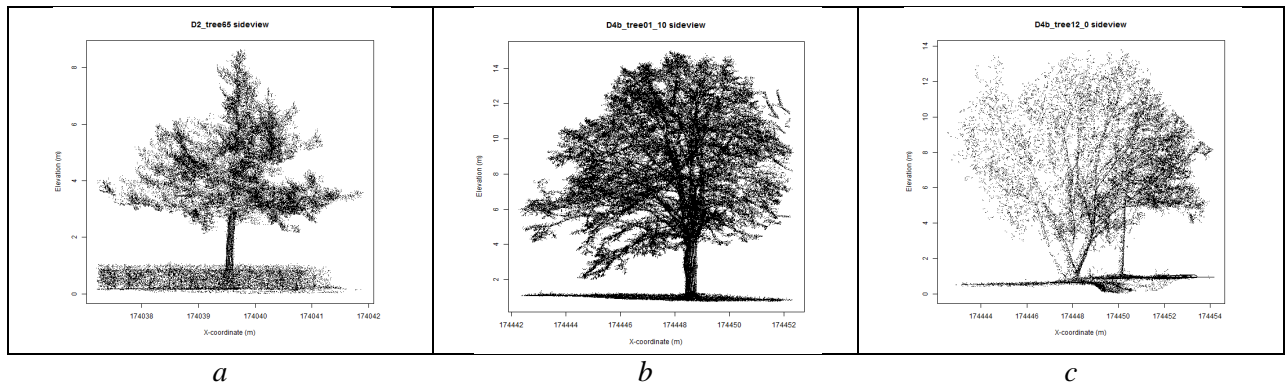 D2_tree65 sideview
8
6
4
2
0
Elevation (m)
174038 174039 174040 174041 174042
X-coordinate (m)
D4b_tree01_10 sideview
14
12
10
8
6
4
2
Elevation (m)
174442 174444 174446 174448 174450 174452
X-coordinate (m)
D4b_tree12_0 sideview
14
12
10
8
6
4
2
0
Elevation (m)
174444 174446 174448 174450 174452 174454
X-coordinate (m)
a b c